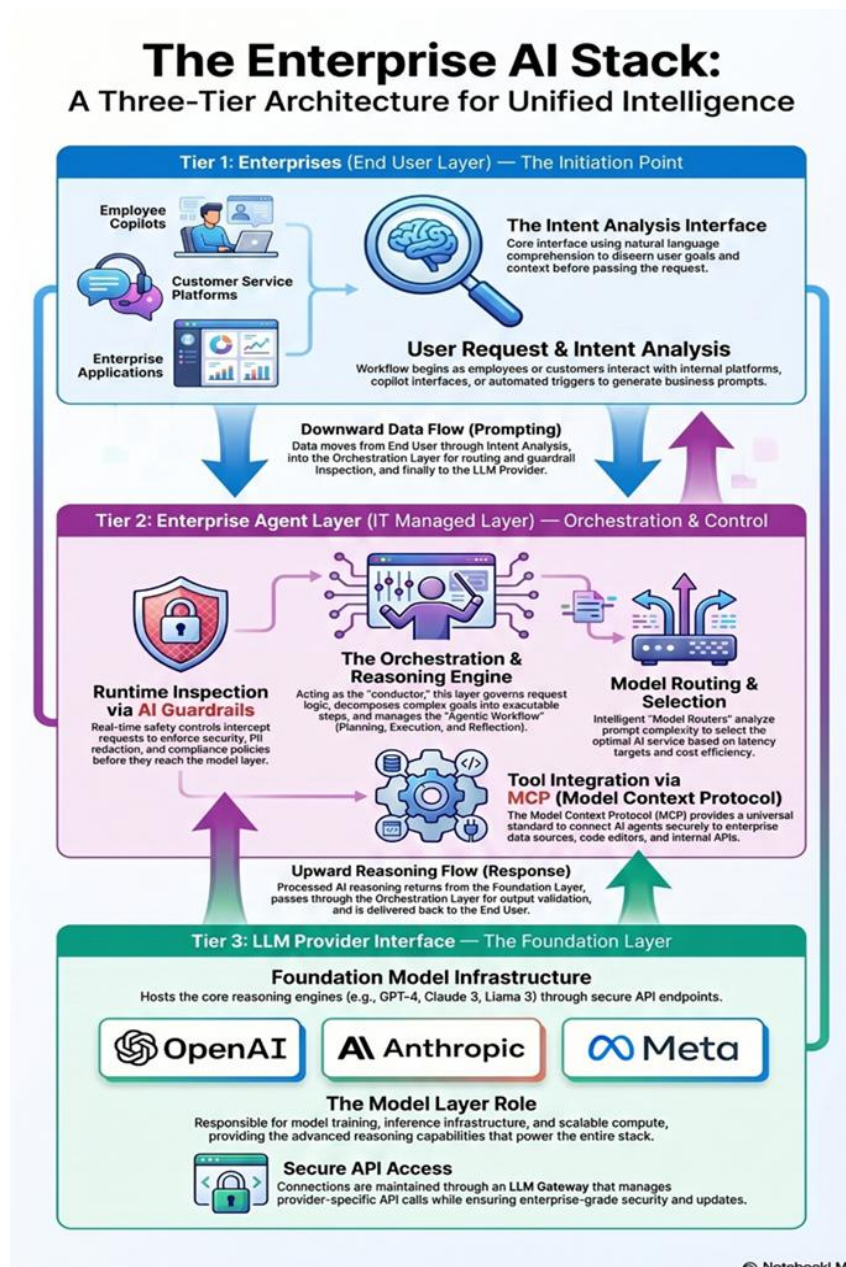 The Enterprise AI Stack:
A Three-Tier Architecture for Unified Intelligence
Tier 1: Enterprises (End User Layer) — The Initiation Point
Employee
Copilots
Customer Service
Platforms
Enterprise
Applications
The Intent Analysis Interface
Core interface using natural language
comprehension to diseern user goals and
context before passing the request.
User Request & Intent Analysis
Workflow begins as employees or customers interact with internal platforms,
copilot interfaces, or automated triggers to generate business prompts.
Downward Data Flow (Prompting)
Data moves from End User through Intent Analysis,
into the Orchestration Layer for routing and guardrall
Inspection, and finally to the LLM Provider.
Tier 2: Enterprise Agent Layer (IT Managed Layer) — Orchestration & Control
Runtime Inspection
via AI Guardrails
Real-time safety controls intercept
requests to enforce security, PII
redaction, and compliance policies
before they reach the model layer.
The Orchestration &
Reasoning Engine
Acting as the "conductor," this layer governs request
logic, decomposes complex goals into exacutable
steps, and manages the "Agentic Workflow"
(Planning, Execution, and Reflection).
Model Routing &
Selection
Intelligent "Model Routers" analyze
prompt complexity to select the
optimal AI service based on latency
targets and cost efficiency.
Tool Integration via
MCP (Model Context Protocol)
The Model Context Protocol (MCP) provides a universal
standard to connect AI agents securely to enterprise
data sources, code editors, and internal APIs.
Upward Reasoning Flow (Response)
Processed AI reasoning returns from the Foundation Layer,
passes through the Orchestration Layer for output validation,
and is delivered back to the End User.
Tier 3: LLM Provider Interface — The Foundation Layer
Foundation Model Infrastructure
Hosts the core reasoning engines (e.g., GPT-4, Claude 3, Liama 3) through secure API endpoints.
OpenAI
Anthropic
Meta
The Model Layer Role
Responsible for model training, inference infrastructure, and scalable compute,
providing the advanced reasoning capabilities that power the entire stack.
Secure API Access
Connections are maintained through an LLM Gateway that manages
provider-specific API calls while ensuring enterprise-grade security and updates.